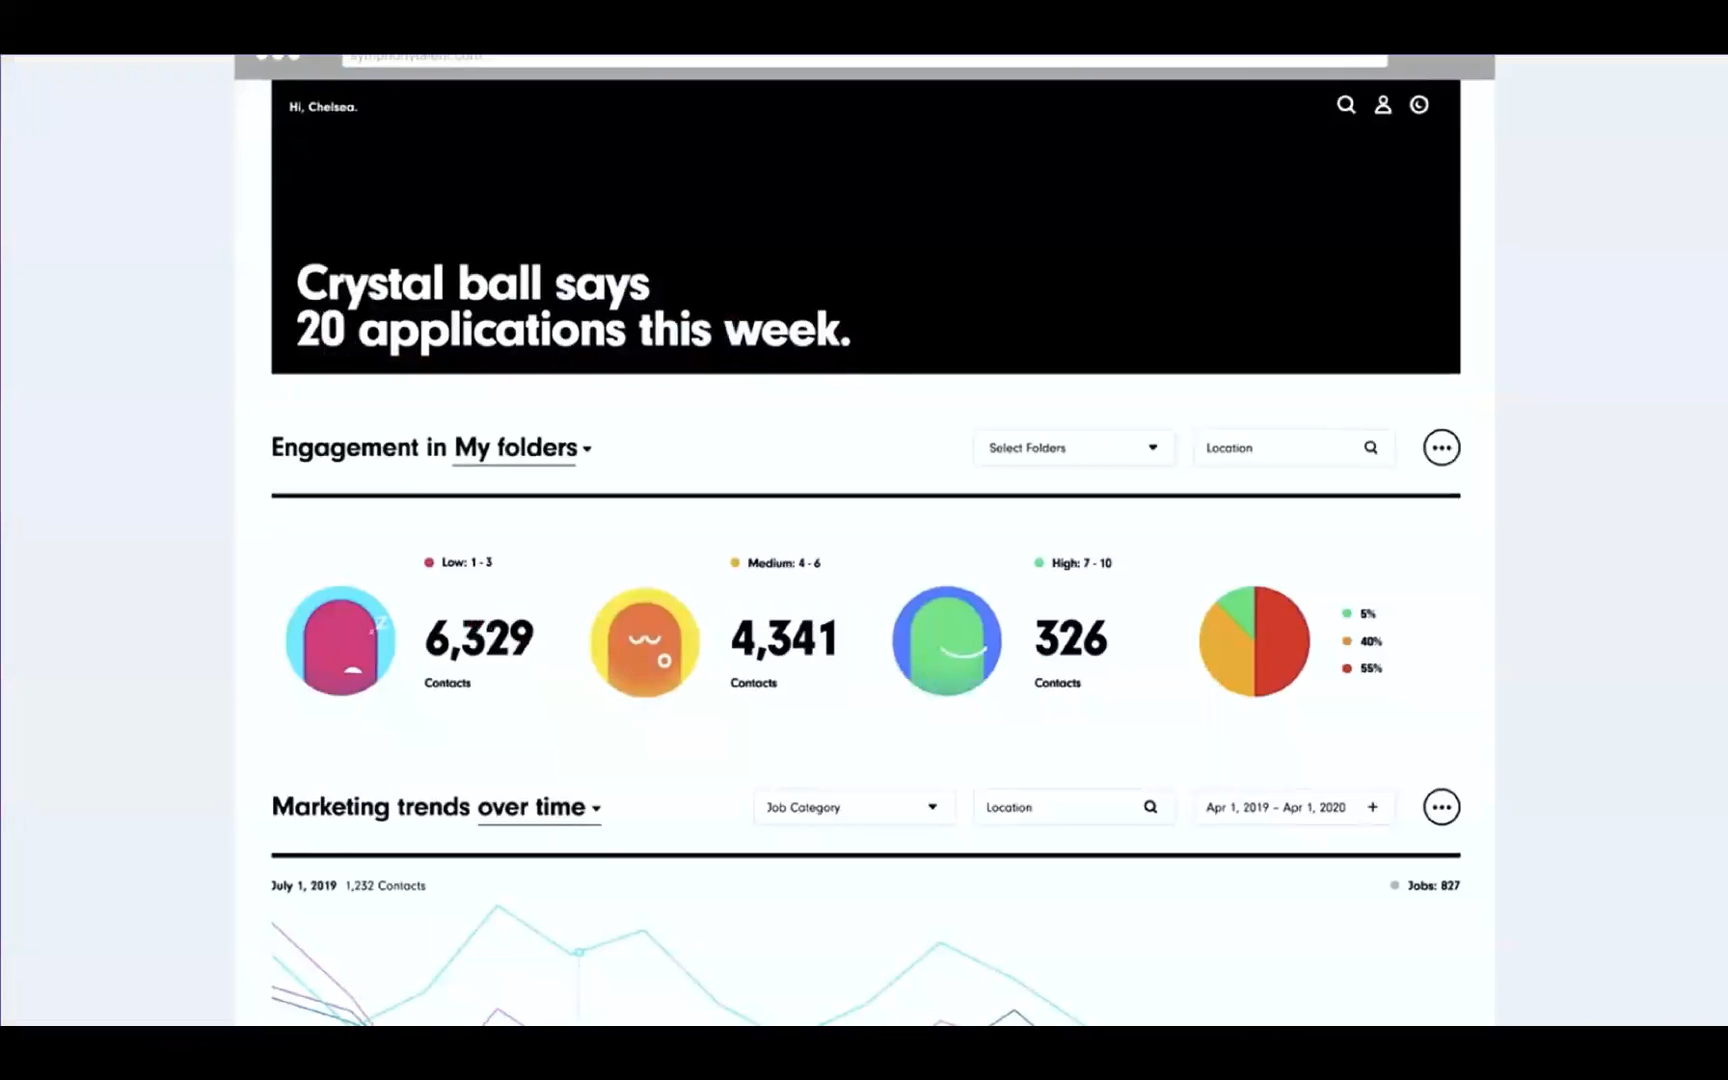 symphonytalent.com
Hi, Chelsea.
Crystal ball says
20 applications this week.
Engagement in My folders
Select Folders
Location
Low: 1 - 3
6,329
Contacts
Medium: 4 - 6
4,341
Contacts
High: 7 - 10
326
Contacts
5%
40%
55%
Marketing trends over time
Job Category
Location
Apr 1, 2019 - Apr 1, 2020 +
July 1, 2019 1,232 Contacts
Jobs: 827